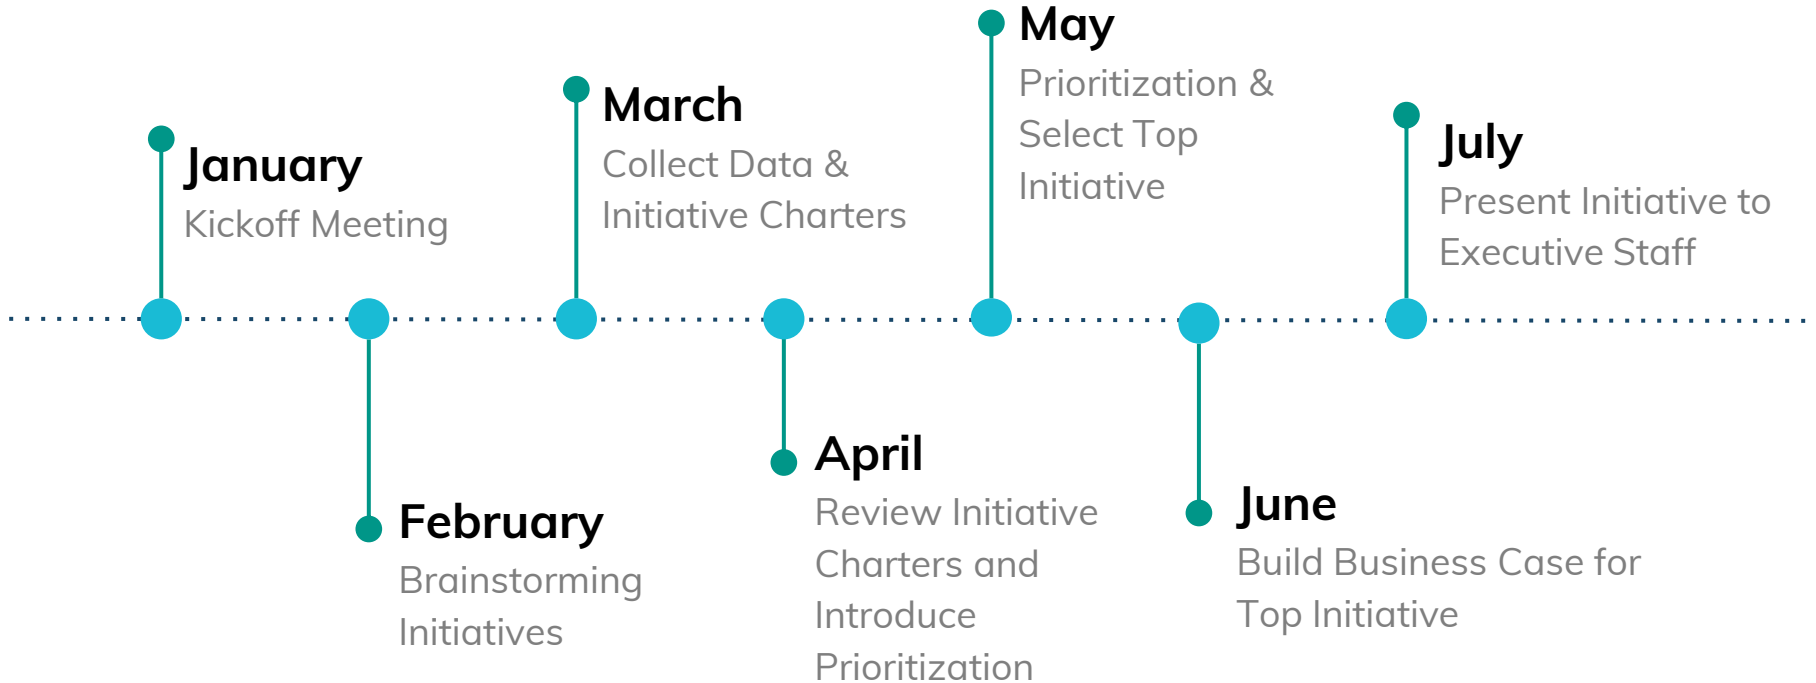 January
Kickoff Meeting
February
Brainstorming
Initiatives
March
Collect Data &
Initiative Charters
April
Review Initiative
Charters and
Introduce
Prioritization
May
Prioritization &
Select Top
Initiative
June
Build Business Case for
Top Initiative
July
Present Initiative to
Executive Staff